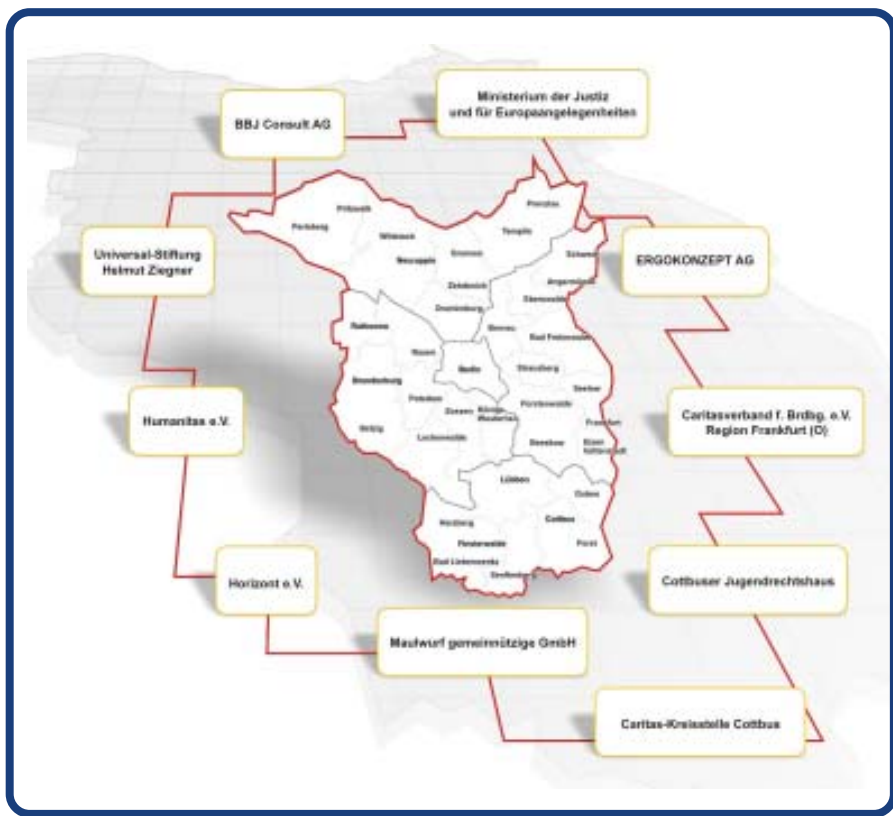 Ministerium der Justiz
und für Europaangelegenheiten
BBJ Consult AG
Universal-Stiftung
Helmut Ziegner
ERGOKONZEPT AG
Humanitas e.V.
Caritasverband f. Brdbg. e.V.
Region Frankfurt (O)
Horizont e.V.
Cottbuser Jugendrechtshaus
Maulwurf gemeinnützige GmbH
Caritas-Kreisstelle Cottbus
Prenzlau
Pritzwalk
Perleberg
Templin
Wittstock
Gransee
Neuruppin
Zehdenick
Angermünde
Eberswalde
Oranienburg
Rathenow
Bernau
Bad Freienwalde
Nauen
Berlin
Strausberg
Brandenburg
Seelow
Potsdam
Fürstenwalde
Zossen
Königs
Wusterhausen
Frankfurt
Belzig
Luckenwalde
Beeskow
Lübben
Guben
Herzberg
Cottbus
Finsterwalde
Forst
Bad Liebenwerda
Senftenberg